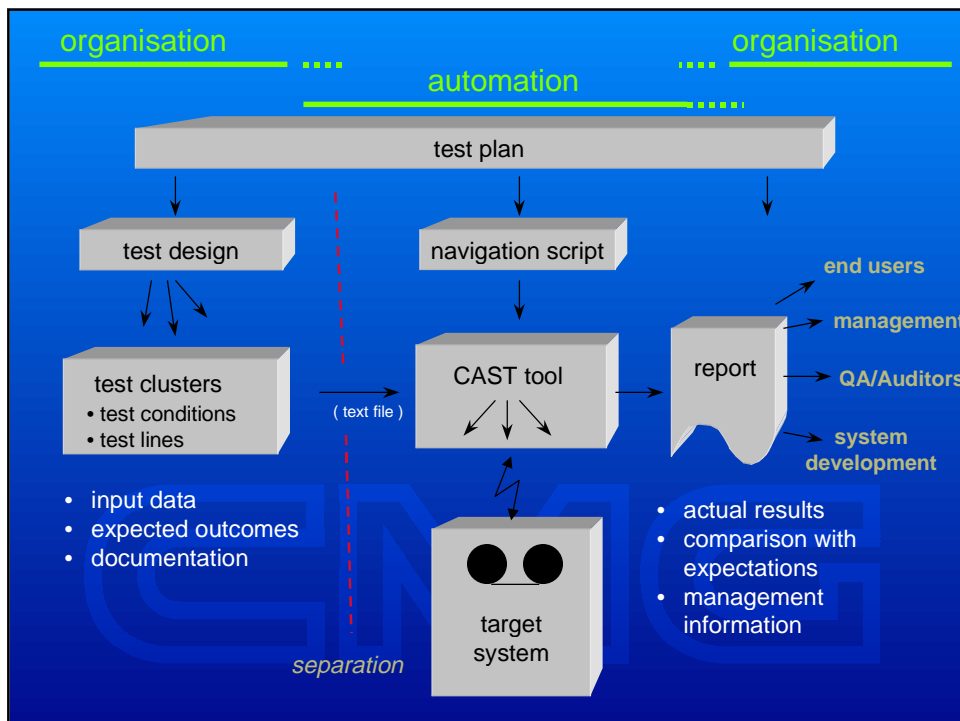 organisation
organisation
automation
test plan
test design
navigation script
end users
management
QA/Auditors
system
development
test clusters
• test conditions
• test lines
( text file )
CAST tool
report
• input data
• expected outcomes
• documentation
• actual results
• comparison with
expectations
• management
information
target
system
separation
CMG